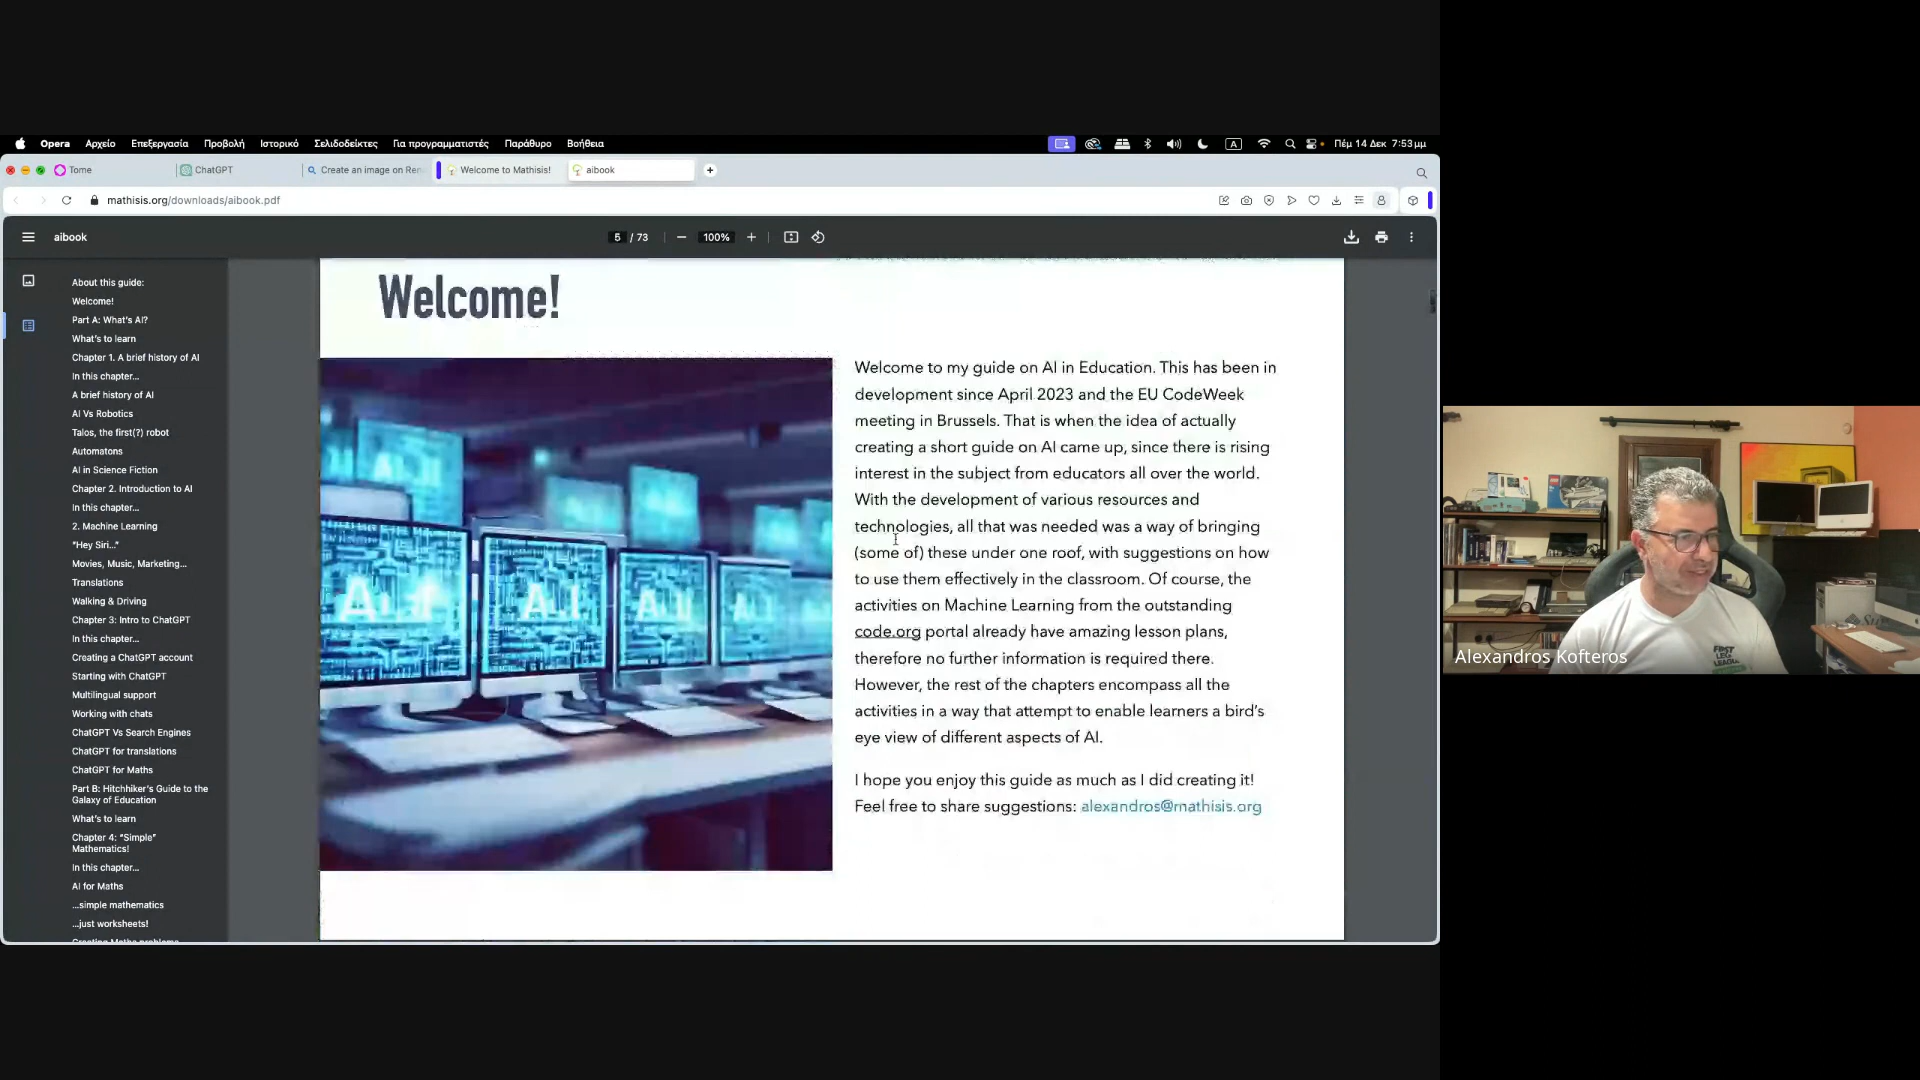 Opera Αρχείο Επεξεργασία Προβολή Ιστορικό Σελιδοδείκτες Για προγραμματιστές Παράθυρο Βοήθεια A Πέμ 14 Δεκ 7:53 μμ
Tome ChatGPT Create an image on Ren Welcome to Mathisis! aibook
mathisis.org/downloads/aibook.pdf
aibook 5 / 73 100%
About this guide:
Welcome!
Part A: What's AI?
What's to learn
Chapter 1. A brief history of AI
In this chapter...
A brief history of AI
AI Vs Robotics
Talos, the first(?) robot
Automatons
AI in Science Fiction
Chapter 2. Introduction to AI
In this chapter...
2. Machine Learning
"Hey Siri..."
Movies, Music, Marketing...
Translations
Walking & Driving
Chapter 3: Intro to ChatGPT
In this chapter...
Creating a ChatGPT account
Starting with ChatGPT
Multilingual support
Working with chats
ChatGPT Vs Search Engines
ChatGPT for translations
ChatGPT for Maths
Part B: Hitchhiker's Guide to the
Galaxy of Education
What's to learn
Chapter 4: "Simple"
Mathematics!
In this chapter...
AI for Maths
...simple mathematics
...just worksheets!
Welcome!
Welcome to my guide on AI in Education. This has been in
development since April 2023 and the EU CodeWeek
meeting in Brussels. That is when the idea of actually
creating a short guide on AI came up, since there is rising
interest in the subject from educators all over the world.
With the development of various resources and
technologies, all that was needed was a way of bringing
(some of) these under one roof, with suggestions on how
to use them effectively in the classroom. Of course, the
activities on Machine Learning from the outstanding
code.org portal already have amazing lesson plans,
therefore no further information is required there.
However, the rest of the chapters encompass all the
activities in a way that attempt to enable learners a bird's
eye view of different aspects of AI.
I hope you enjoy this guide as much as I did creating it!
Feel free to share suggestions: alexandros@mathisis.org
FIRST
LEGO
LEAGUE
Alexandros Kofteros